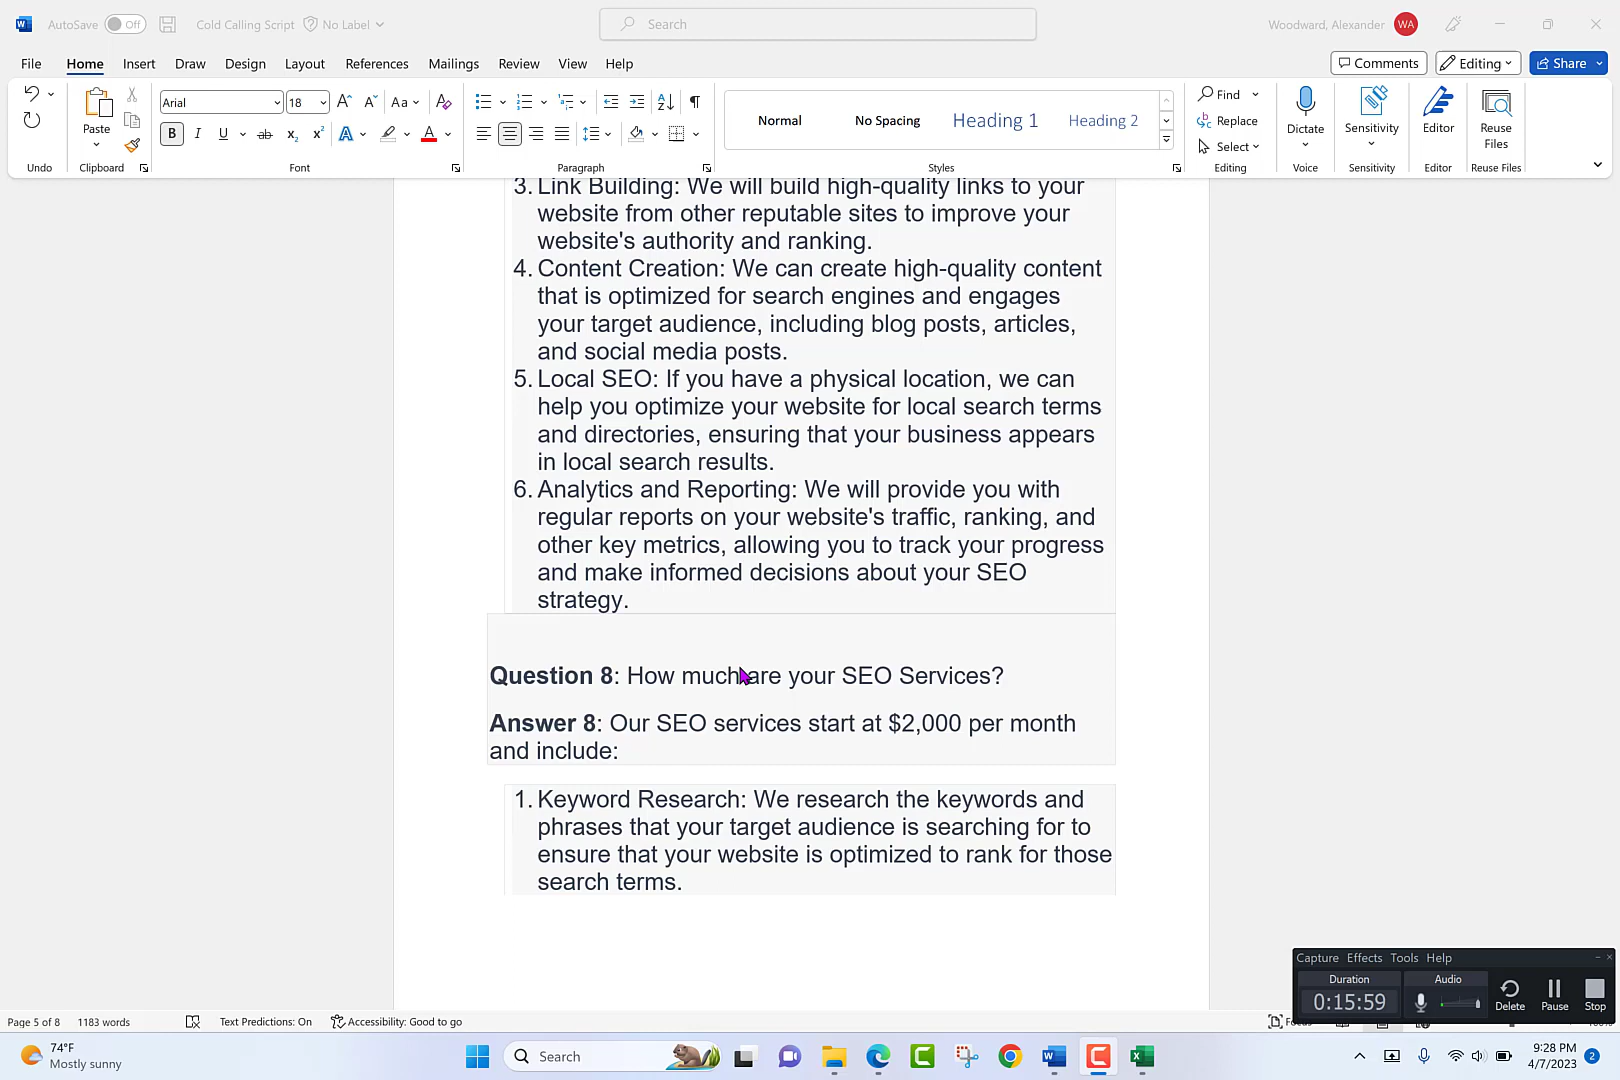 AutoSave Off Cold Calling Script No Label Search Woodward, Alexander WA
File Home Insert Draw Design Layout References Mailings Review View Help Comments Editing Share
Arial 18 Aa
Paste
Normal No Spacing Heading 1 Heading 2
Find
Replace
Select
Dictate Sensitivity Editor Reuse Files
Undo Clipboard Font Paragraph Styles Editing Voice Sensitivity Editor Reuse Files
3. Link Building: We will build high-quality links to your
website from other reputable sites to improve your
website's authority and ranking.
4. Content Creation: We can create high-quality content
that is optimized for search engines and engages
your target audience, including blog posts, articles,
and social media posts.
5. Local SEO: If you have a physical location, we can
help you optimize your website for local search terms
and directories, ensuring that your business appears
in local search results.
6. Analytics and Reporting: We will provide you with
regular reports on your website's traffic, ranking, and
other key metrics, allowing you to track your progress
and make informed decisions about your SEO
strategy.
Question 8: How much are your SEO Services?
Answer 8: Our SEO services start at $2,000 per month
and include:
1. Keyword Research: We research the keywords and
phrases that your target audience is searching for to
ensure that your website is optimized to rank for those
search terms.
Capture Effects Tools Help
Duration Audio
0:15:59 Delete Pause Stop
Page 5 of 8 1183 words Text Predictions: On Accessibility: Good to go
74°F
Mostly sunny
Search
9:28 PM
4/7/2023
2